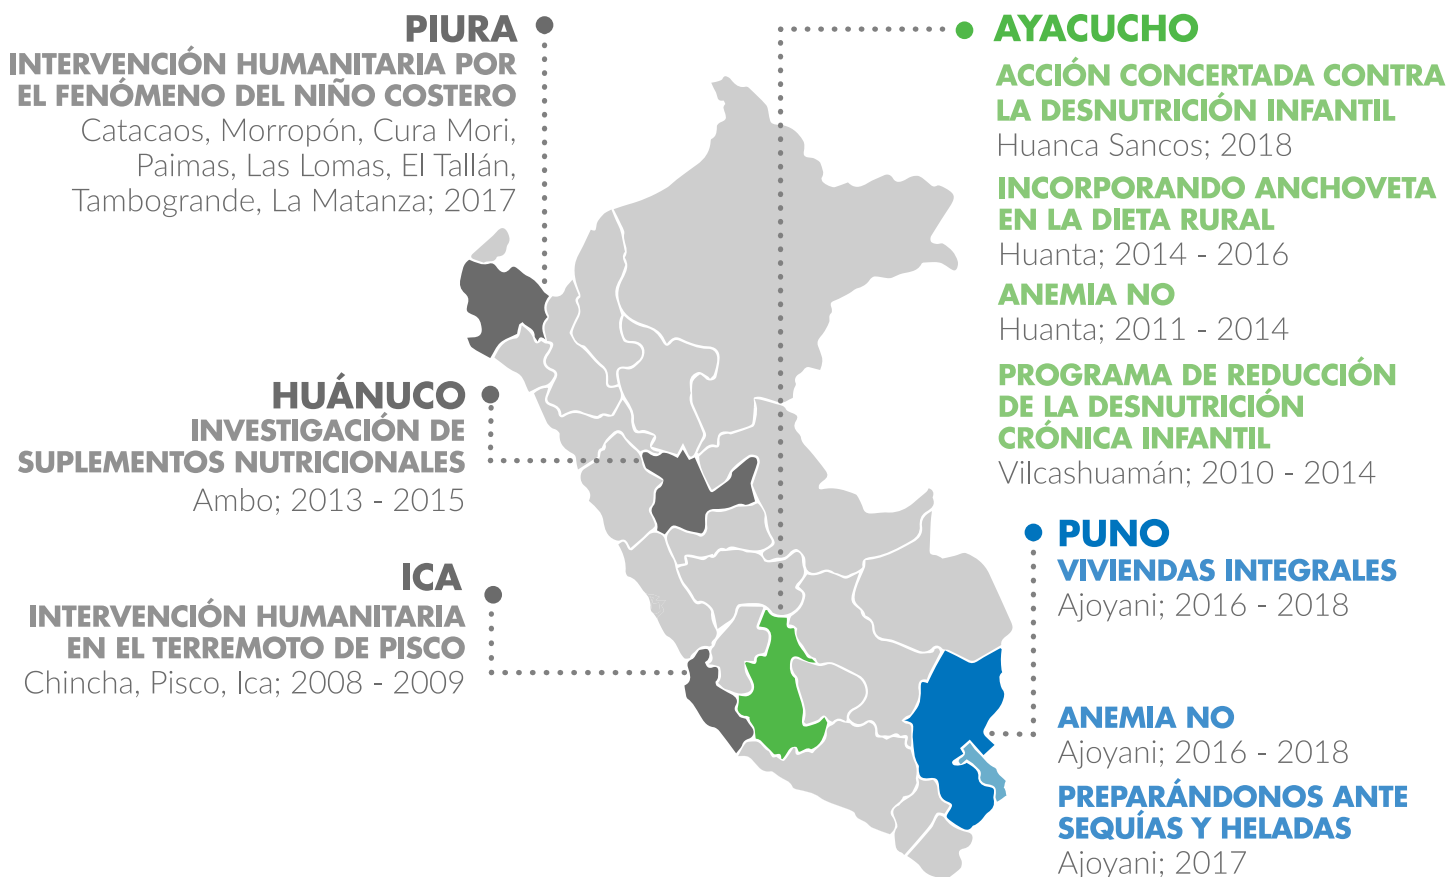 PIURA
INTERVENCIÓN HUMANITARIA POR
EL FENÓMENO DEL NIÑO COSTERO
Catacaos, Morropón, Cura Mori,
Paimas, Las Lomas, El Tallán,
Tambogrande, La Matanza; 2017
HUÁNUCO
INVESTIGACIÓN DE
SUPLEMENTOS NUTRICIONALES
Ambo; 2013 - 2015
ICA
INTERVENCIÓN HUMANITARIA
EN EL TERREMOTO DE PISCO
Chincha, Pisco, Ica; 2008 - 2009
AYACUCHO
ACCIÓN CONCERTADA CONTRA
LA DESNUTRICIÓN INFANTIL
Huanca Sancos; 2018
INCORPORANDO ANCHOVETA
EN LA DIETA RURAL
Huanta; 2014 - 2016
ANEMIA NO
Huanta; 2011 - 2014
PROGRAMA DE REDUCCIÓN
DE LA DESNUTRICIÓN
CRÓNICA INFANTIL
Vilcashuamán; 2010 - 2014
PUNO
VIVIENDAS INTEGRALES
Ajoyani; 2016 - 2018
ANEMIA NO
Ajoyani; 2016 - 2018
PREPARÁNDONOS ANTE
SEQUÍAS Y HELADAS
Ajoyani; 2017